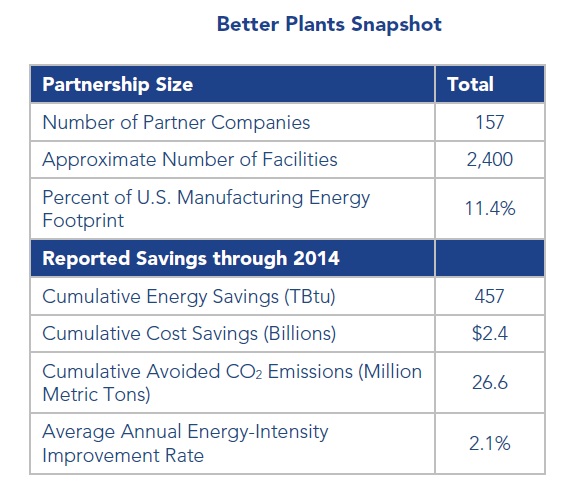 Better Plants Snapshot
Partnership Size Total
Number of Partner Companies 157
Approximate Number of Facilities 2,400
Percent of U.S. Manufacturing Energy
Footprint 11.4%
Reported Savings through 2014
Cumulative Energy Savings (TBtu) 457
Cumulative Cost Savings (Billions) $2.4
Cumulative Avoided CO₂ Emissions (Million
Metric Tons) 26.6
Average Annual Energy-Intensity
Improvement Rate 2.1%